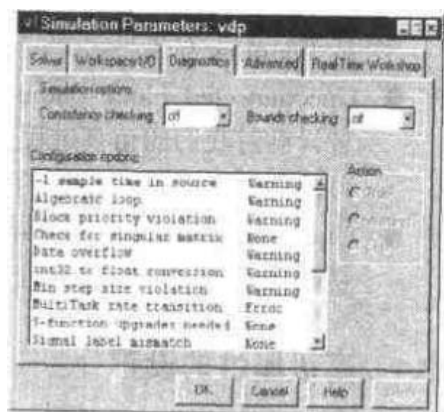 Simulation Parameters: vdp
Solver Workspace I/O Diagnostics Advanced Real-Time Workshop
Simulation options
Consistency checking off Bounds checking off
Configuration options Action
-1 sample time in source Warning
Algebraic loop Warning
Block priority violation Warning
Check for singular matrix None
Data overflow Warning
int32 to float conversion Warning
Min step size violation Warning
MultiTask rate transition Error
S-function upgrades needed None
Signal label mismatch None
OK Cancel Help